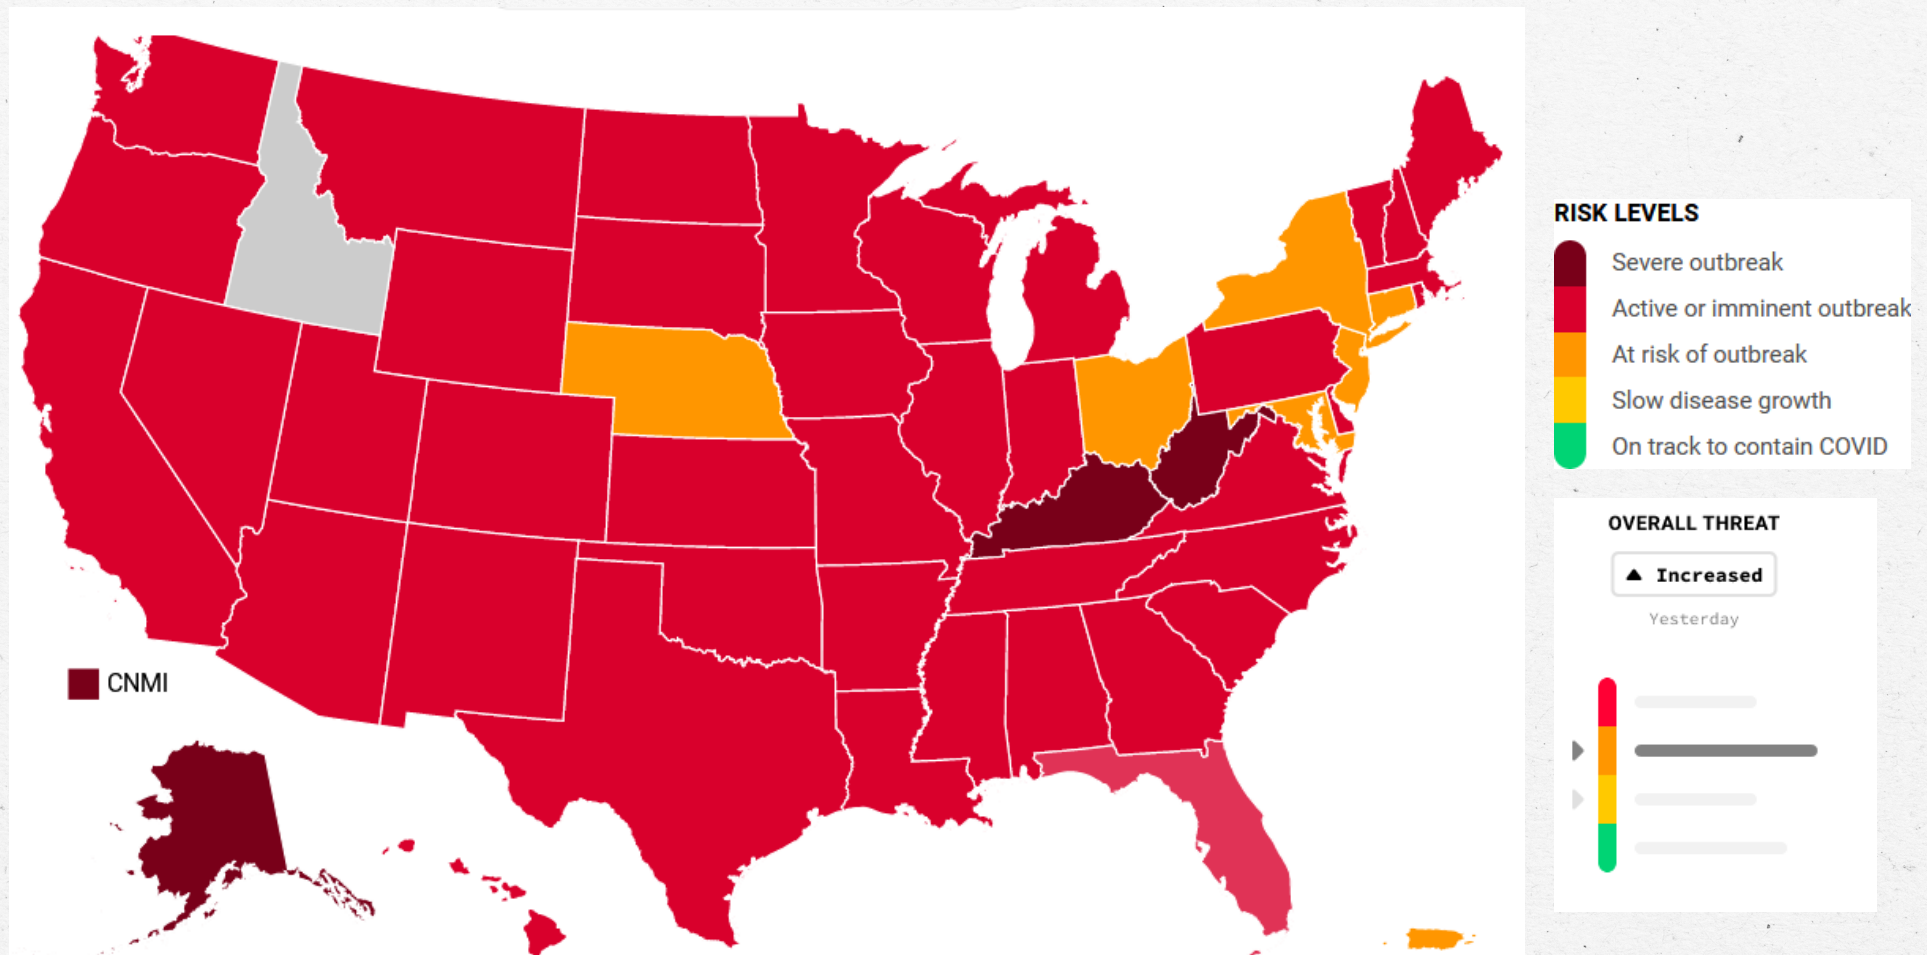 RISK LEVELS
Severe outbreak
Active or imminent outbreak
At risk of outbreak
Slow disease growth
On track to contain COVID
OVERALL THREAT
▲ Increased
Yesterday
CNMI